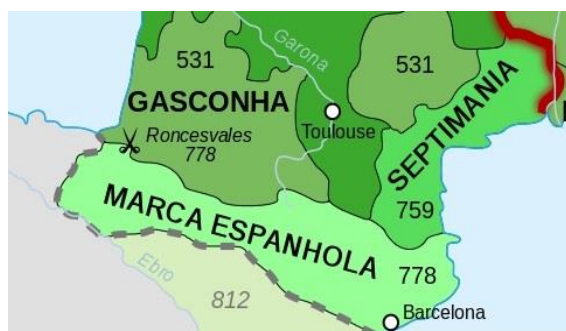 Garona
531
531
GASCONHA
SEPTIMANIA
Toulouse
Roncesvales
778
759
MARCA ESPANHOLA
778
Ebro
812
Barcelona